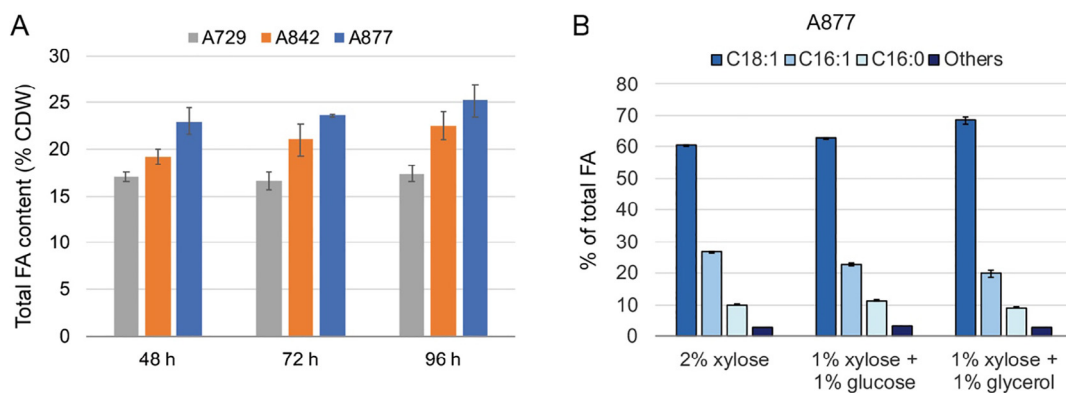 A
A729 A842 A877
Total FA content (% CDW)
30
25
20
15
10
5
0
48 h 72 h 96 h
B
A877
C18:1 C16:1 C16:0 Others
% of total FA
80
70
60
50
40
30
20
10
0
2% xylose 1% xylose + 1% xylose +
1% glucose 1% glycerol